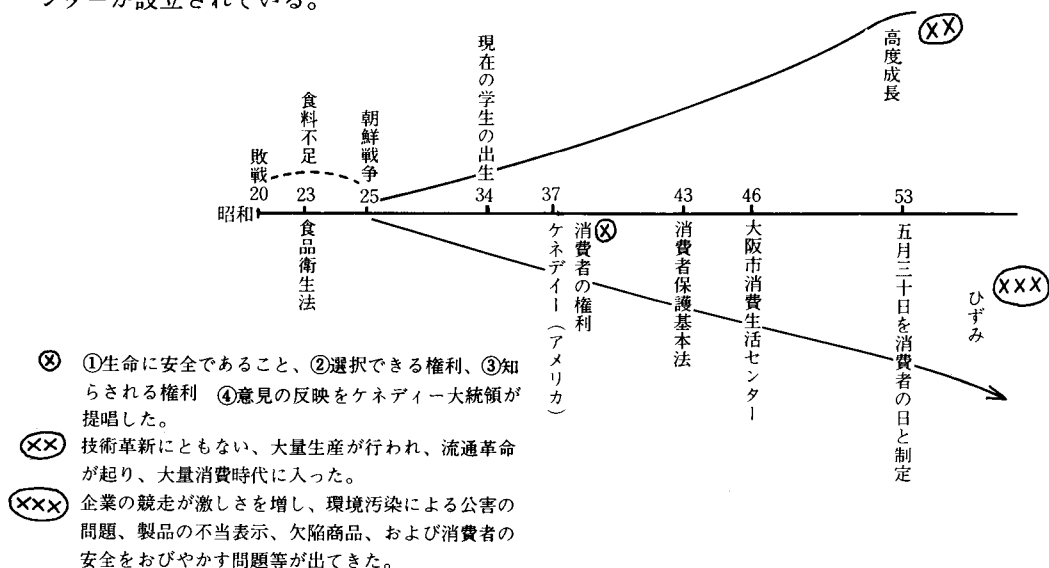 ンターが設立されている。
敗戦
食料不足
朝鮮戦争
現在の学生の出生
高度成長
××
昭和
20
23
25
34
37
43
46
53
食品衛生法
ケネデイー(アメリカ)
消費者の権利
×
消費者保護基本法
大阪市消費生活センター
五月三十日を消費者の日と制定
ひずみ
×××
× ①生命に安全であること、②選択できる権利、③知
らされる権利 ④意見の反映をケネディー大統領が
提唱した。
×× 技術革新にともない、大量生産が行われ、流通革命
が起り、大量消費時代に入った。
××× 企業の競走が激しさを増し、環境汚染による公害の
問題、製品の不当表示、欠陥商品、および消費者の
安全をおびやかす問題等が出てきた。